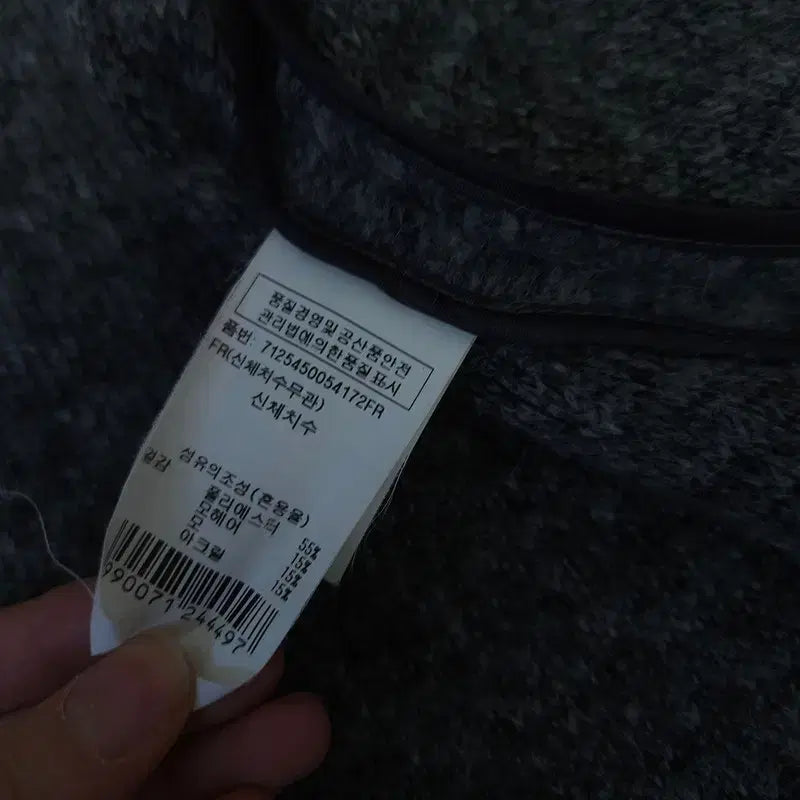 품질경영및공산품안전
관리법에의한품질표시
품번: 7125450054172FR
FR(신체치수무관)
신체치수
섬유의조성(혼용율)
겉감
폴리에스터 55%
모헤어 15%
모 15%
아크릴 15%
990071244497